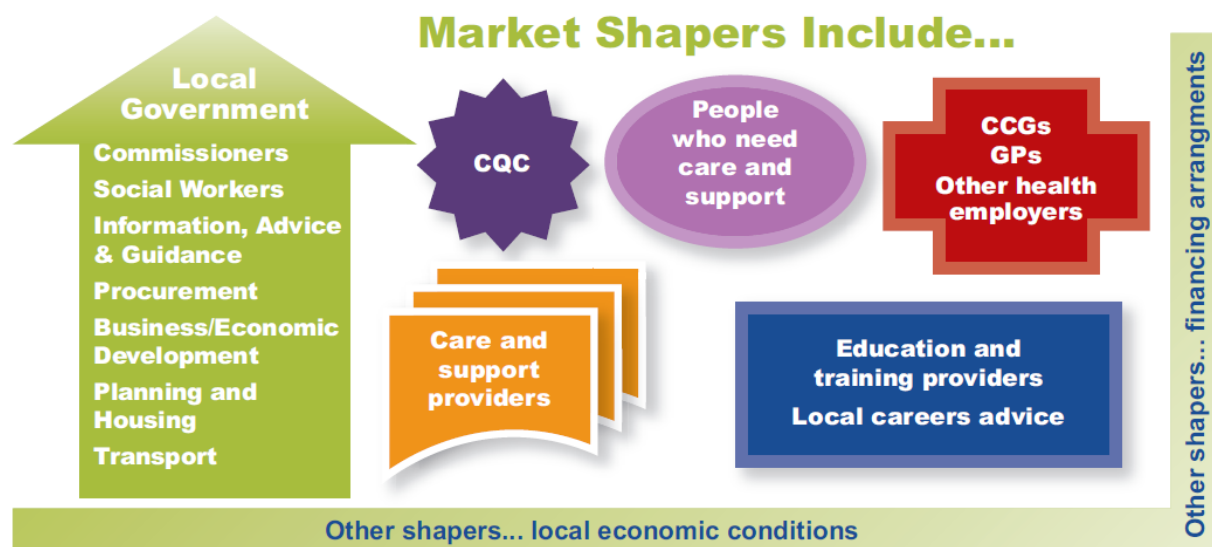 Market Shapers Include...
Local
Government
Commissioners
Social Workers
Information, Advice
& Guidance
Procurement
Business/Economic
Development
Planning and
Housing
Transport
CQC
People
who need
care and
support
CCGs
GPs
Other health
employers
Care and
support
providers
Education and
training providers
Local careers advice
Other shapers... local economic conditions
Other shapers... financing arrangments